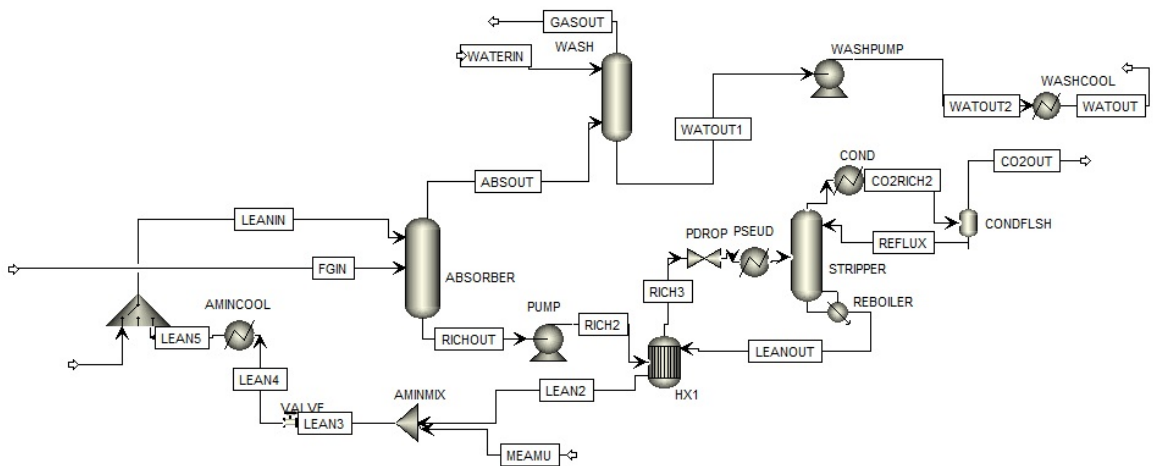 GASOUT
WASH
WATERIN
WASHPUMP
WASHCOOL
WATOUT2
WATOUT
WATOUT1
COND
CO2OUT
CO2RICH2
ABSOUT
CONDFLSH
LEANIN
PDROP
PSEUD
REFLUX
FGIN
STRIPPER
ABSORBER
RICH3
REBOILER
AMINCOOL
PUMP
RICH2
LEAN5
RICHOUT
LEANOUT
LEAN4
LEAN2
HX1
AMINMIX
VALVE
LEAN3
MEAMU